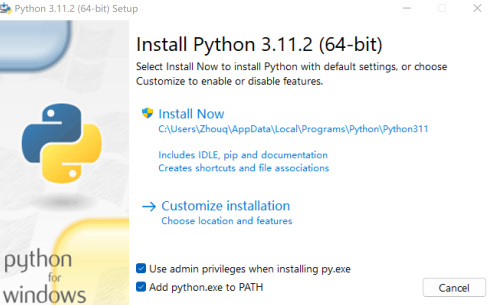 Python 3.11.2 (64-bit) Setup
Install Python 3.11.2 (64-bit)
Select Install Now to install Python with default settings, or choose
Customize to enable or disable features.
Install Now
C:\Users\Zhouq\AppData\Local\Programs\Python\Python311
Includes IDLE, pip and documentation
Creates shortcuts and file associations
→ Customize installation
Choose location and features
python
for
windows
Use admin privileges when installing py.exe
Add python.exe to PATH
Cancel